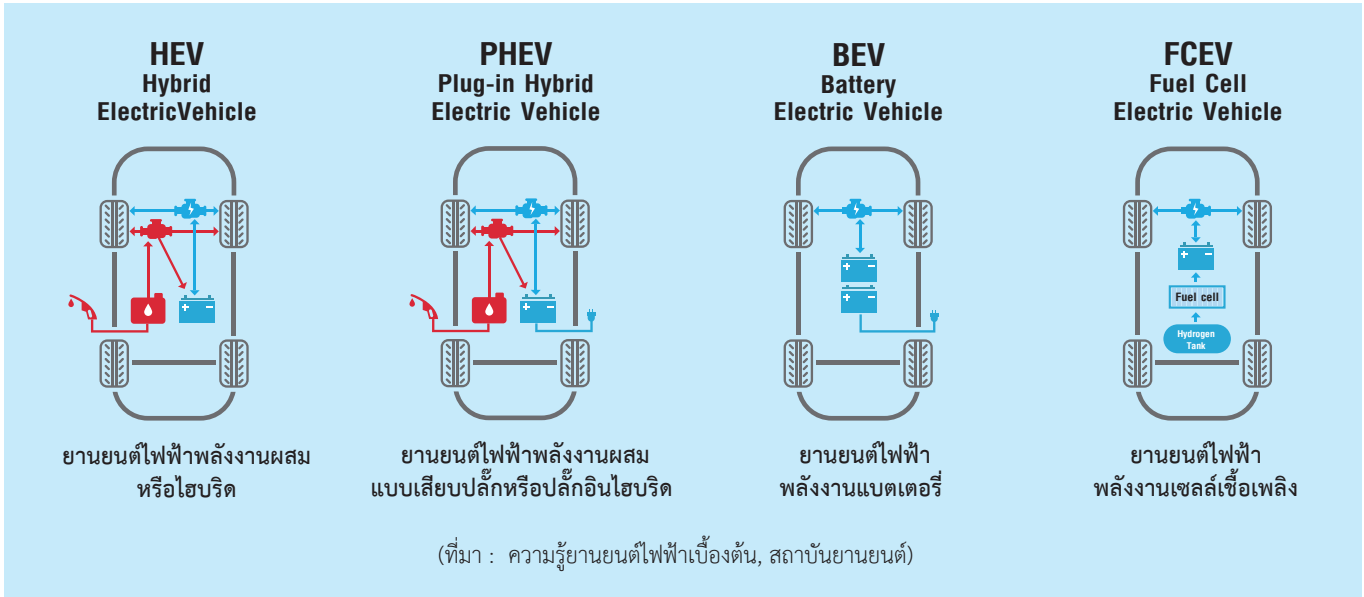 HEV
Hybrid
ElectricVehicle
PHEV
Plug-in Hybrid
Electric Vehicle
BEV
Battery
Electric Vehicle
FCEV
Fuel Cell
Electric Vehicle
Fuel cell
Hydrogen
Tank
ยานยนต์ไฟฟ้าพลังงานผสม
หรือไฮบริด
ยานยนต์ไฟฟ้าพลังงานผสม
แบบเสียบปลั๊กหรือปลั๊กอินไฮบริด
ยานยนต์ไฟฟ้า
พลังงานแบตเตอรี่
ยานยนต์ไฟฟ้า
พลังงานเซลล์เชื้อเพลิง
(ที่มา : ความรู้ยานยนต์ไฟฟ้าเบื้องต้น, สถาบันยานยนต์)